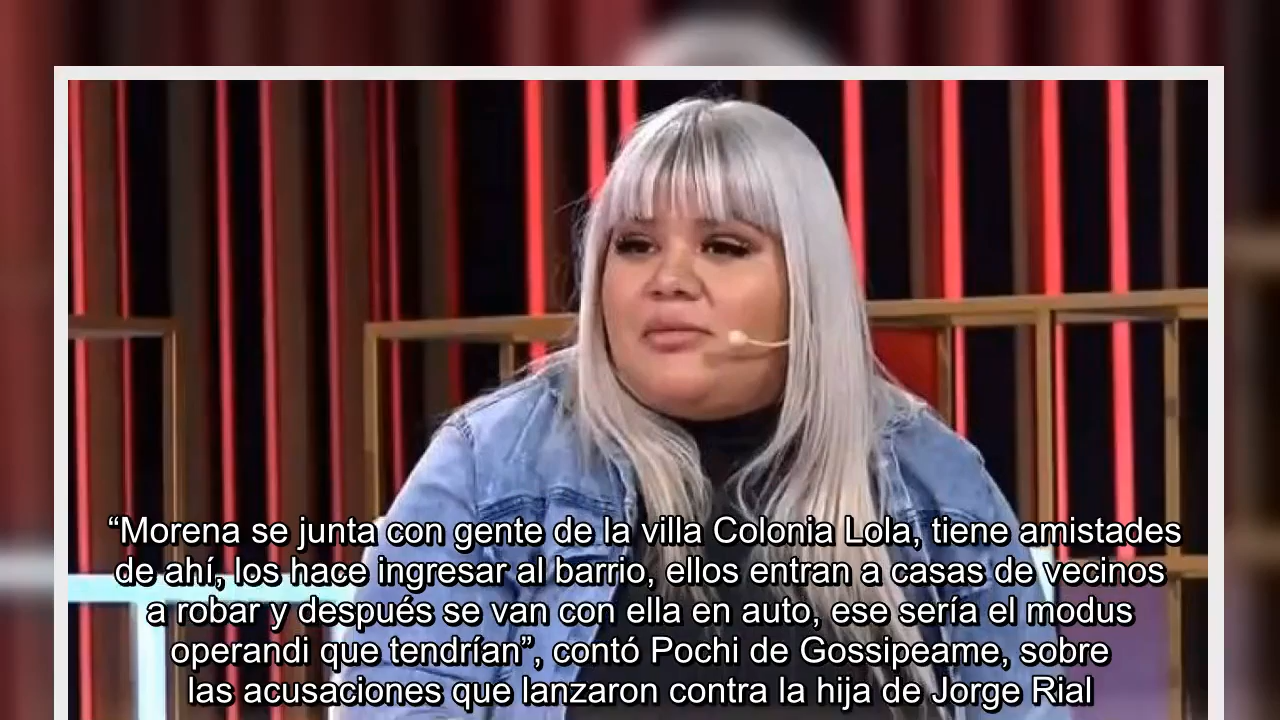 “Morena se junta con gente de la villa Colonia Lola, tiene amistades
de ahí, los hace ingresar al barrio, ellos entran a casas de vecinos
a robar y después se van con ella en auto, ese sería el modus
operandi que tendrían”, contó Pochi de Gossipeame, sobre
las acusaciones que lanzaron contra la hija de Jorge Rial